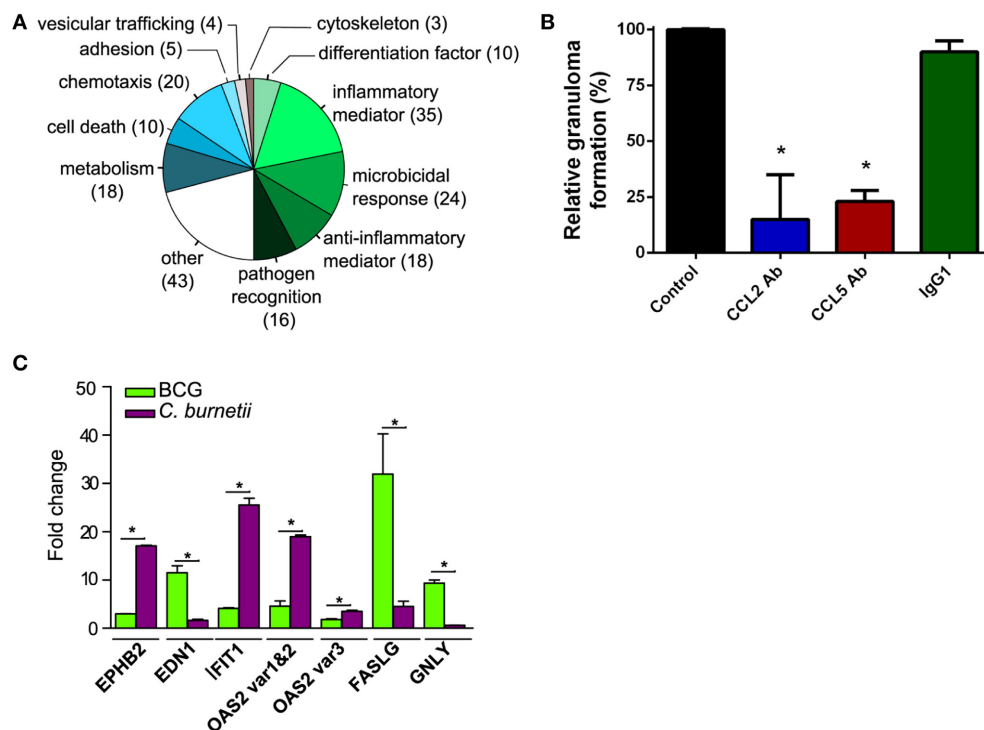 A
vesicular trafficking (4)
cytoskeleton (3)
adhesion (5)
differentiation factor (10)
chemotaxis
(20)
inflammatory
mediator (35)
cell death (10)
metabolism
(18)
microbicidal
response (24)
anti-inflammatory
mediator (18)
other
(43)
pathogen
recognition
(16)
B
Relative granuloma
formation (%)
100
75
50
25
0
*
*
Control
CCL2 Ab
CCL5 Ab
IgG1
C
BCG
C. burnetii
Fold change
50
40
30
20
10
0
*
*
*
*
*
*
*
EPHB2
EDN1
IFIT1
OAS2 var1&2
OAS2 var3
FASLG
GNLY